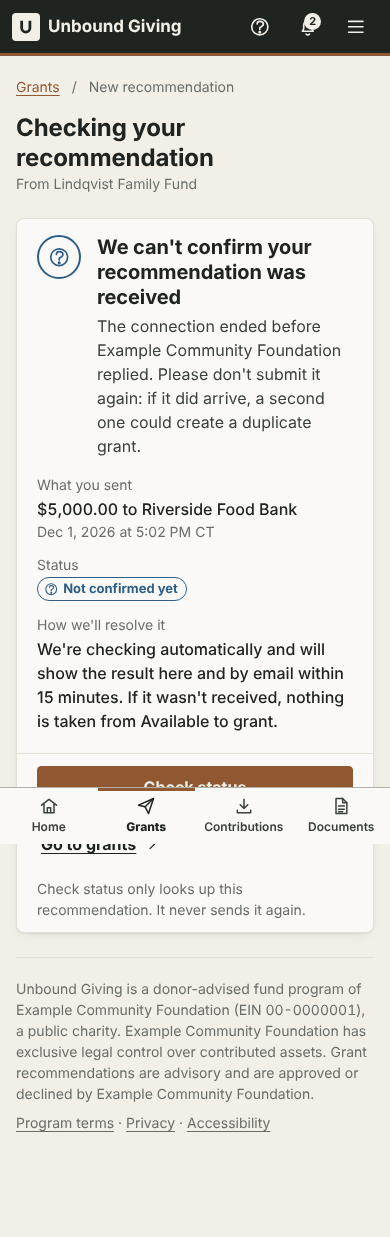 U Unbound Giving 2
Grants / New recommendation
Checking your
recommendation
From Lindqvist Family Fund
We can't confirm your
recommendation was
received
The connection ended before
Example Community Foundation
replied. Please don't submit it
again: if it did arrive, a second
one could create a duplicate
grant.
What you sent
$5,000.00 to Riverside Food Bank
Dec 1, 2026 at 5:02 PM CT
Status
Not confirmed yet
How we'll resolve it
We're checking automatically and will
show the result here and by email within
15 minutes. If it wasn't received, nothing
is taken from Available to grant.
Check status
Home Grants Contributions Documents
Go to grants
Check status only looks up this
recommendation. It never sends it again.
Unbound Giving is a donor-advised fund program of
Example Community Foundation (EIN 00-0000001),
a public charity. Example Community Foundation has
exclusive legal control over contributed assets. Grant
recommendations are advisory and are approved or
declined by Example Community Foundation.
Program terms · Privacy · Accessibility